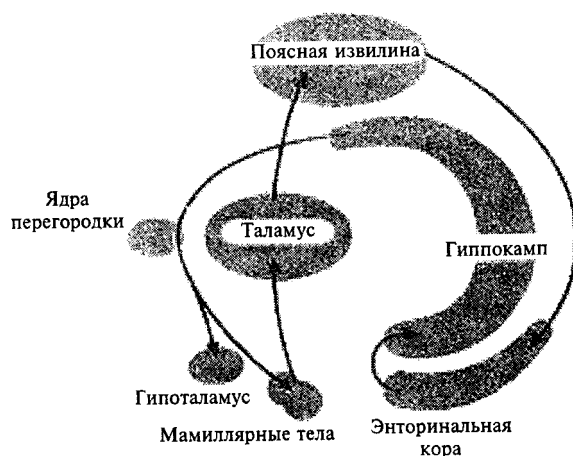 Поясная извилина
Ядра
перегородки
Таламус
Гиппокамп
Гипоталамус
Мамиллярные тела
Энторинальная
кора